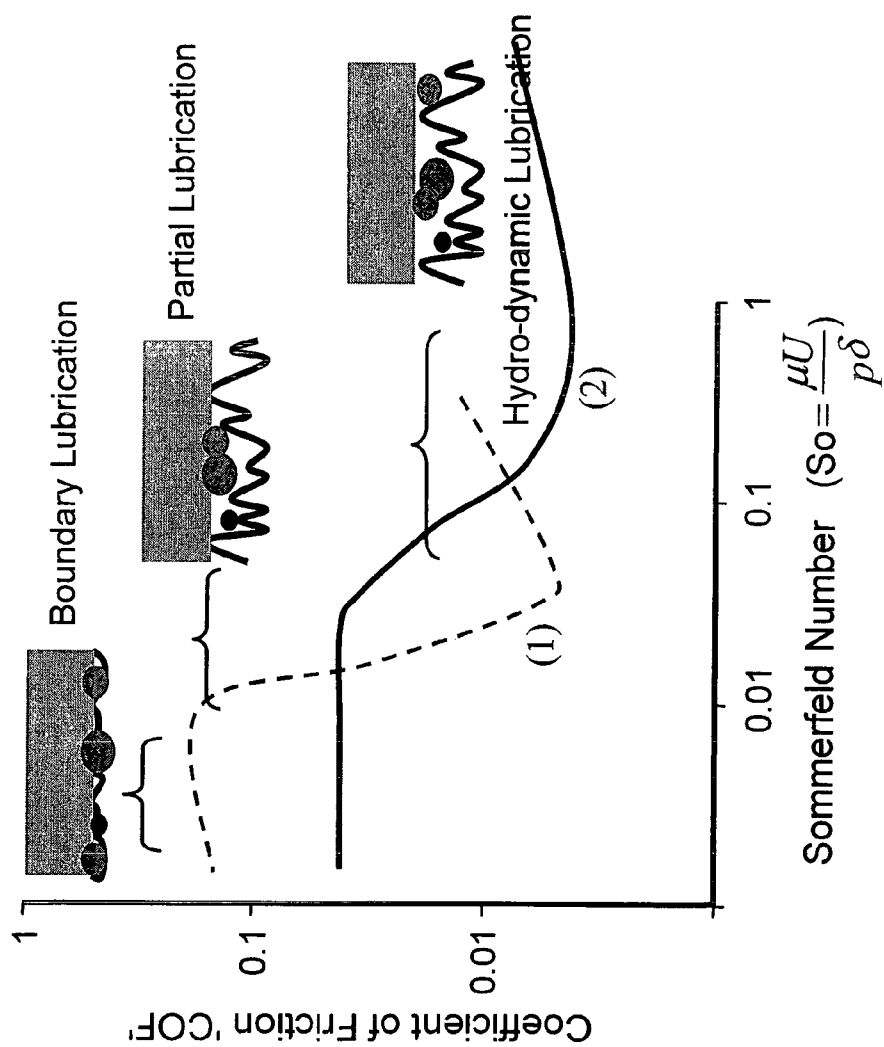 Boundary Lubrication
Partial Lubrication
Hydro-dynamic Lubrication
Coefficient of Friction 'COF'
1
0.1
0.01
(1)
(2)
0.01
0.1
1
Sommerfeld Number (So=μU/pδ)